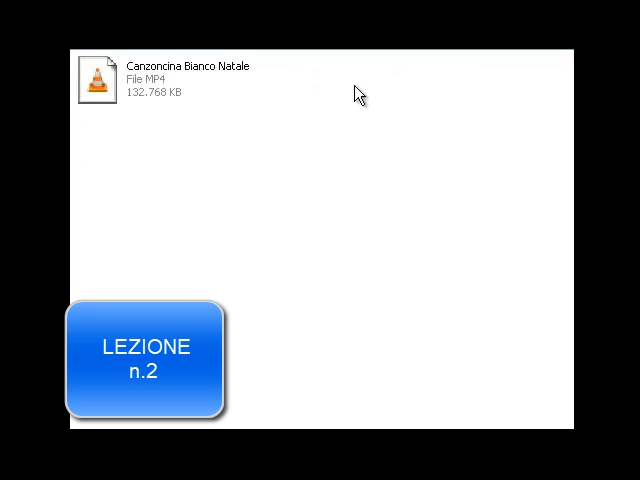 Canzoncina Bianco Natale
File MP4
132.768 KB
LEZIONE
n.2